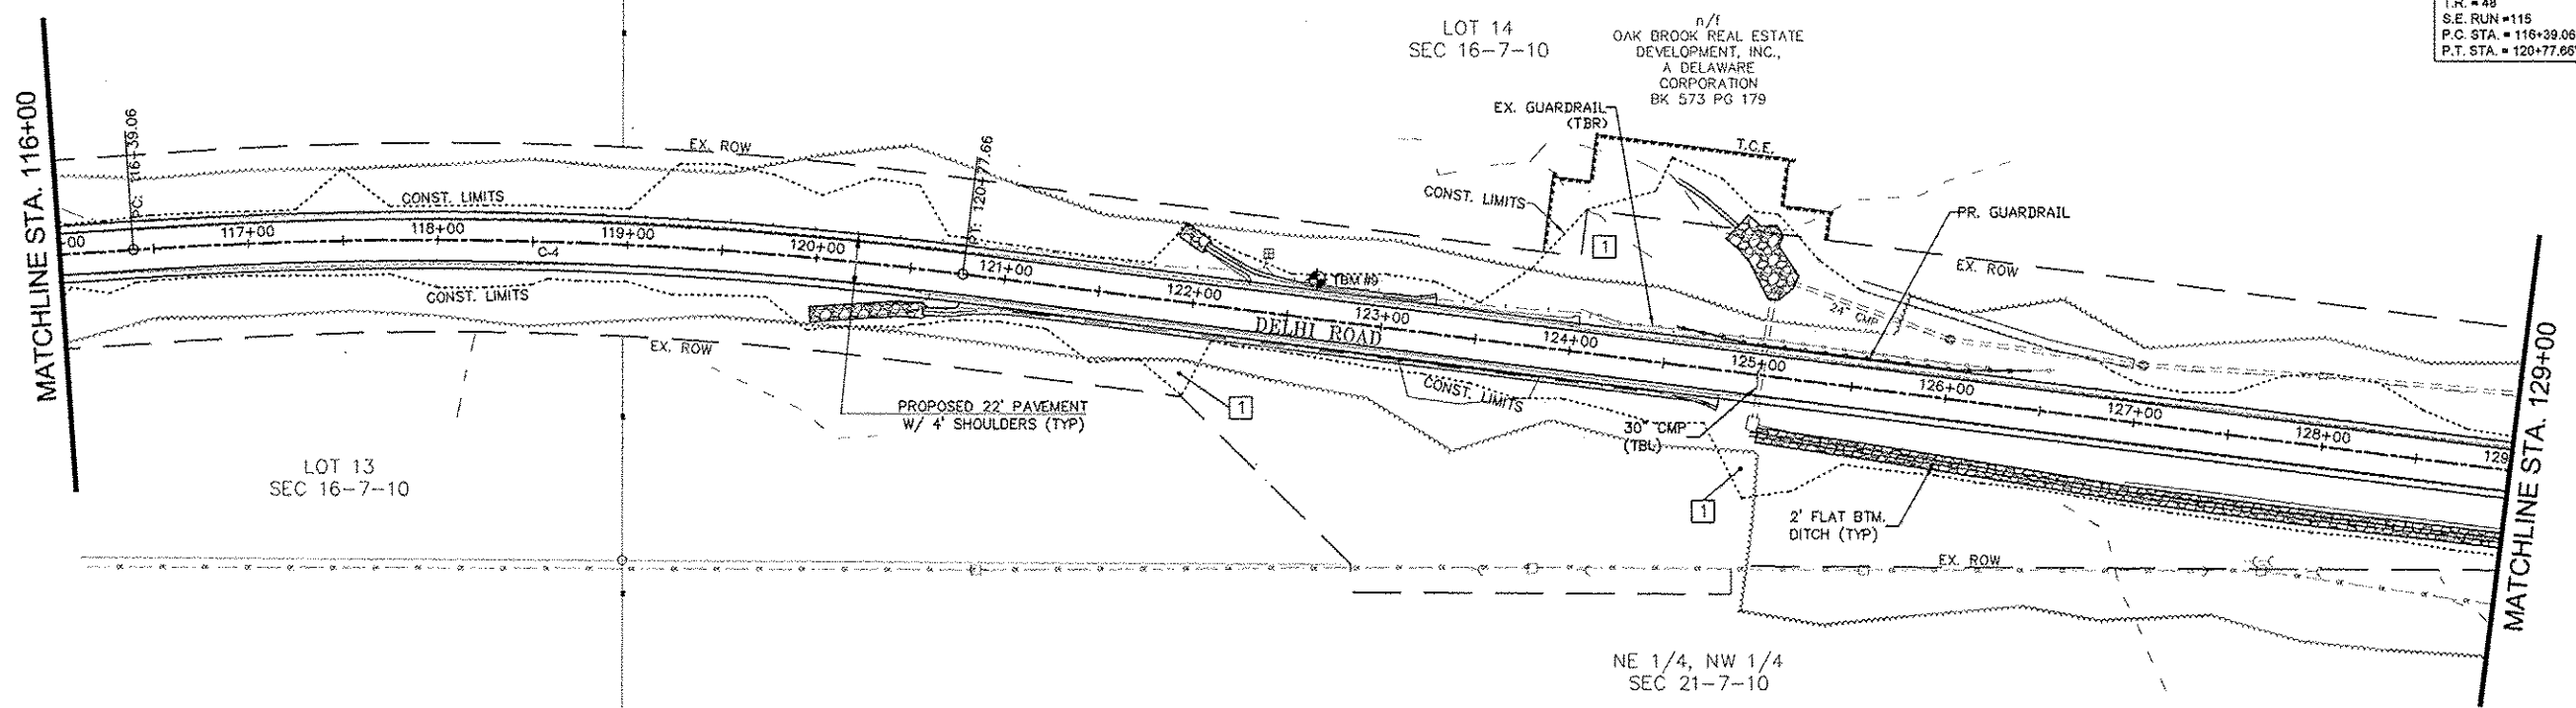 T.R. = 48
S.E. RUN =115
P.C. STA. = 116+39.06
P.T. STA. = 120+77.66
LOT 14
SEC 16-7-10
n/f
OAK BROOK REAL ESTATE
DEVELOPMENT, INC.,
A DELAWARE
CORPORATION
BK 573 PG 179
MATCHLINE STA. 116+00
PC: 116+39.06
EX. ROW
PT: 120+77.66
EX. GUARDRAIL
(TBR)
T.C.E.
CONST. LIMITS
CONST. LIMITS
PR. GUARDRAIL
1
EX. ROW
00
117+00
118+00
119+00
120+00
121+00
122+00
123+00
124+00
125+00
126+00
127+00
128+00
129
C-4
TBM #9
DELHI ROAD
24" CMP
CONST. LIMITS
EX. ROW
CONST. LIMITS
PROPOSED 22' PAVEMENT
W/ 4' SHOULDERS (TYP)
1
30" CMP
(TBL)
1
2' FLAT BTM.
DITCH (TYP)
LOT 13
SEC 16-7-10
EX. ROW
MATCHLINE STA. 129+00
NE 1/4, NW 1/4
SEC 21-7-10